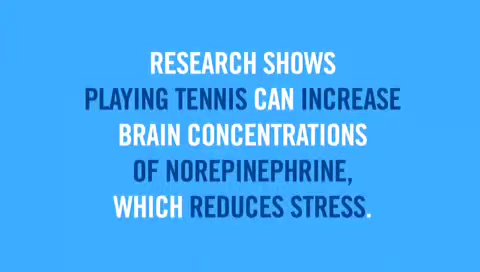 RESEARCH SHOWS
PLAYING TENNIS CAN INCREASE
BRAIN CONCENTRATIONS
OF NOREPINEPHRINE,
WHICH REDUCES STRESS.